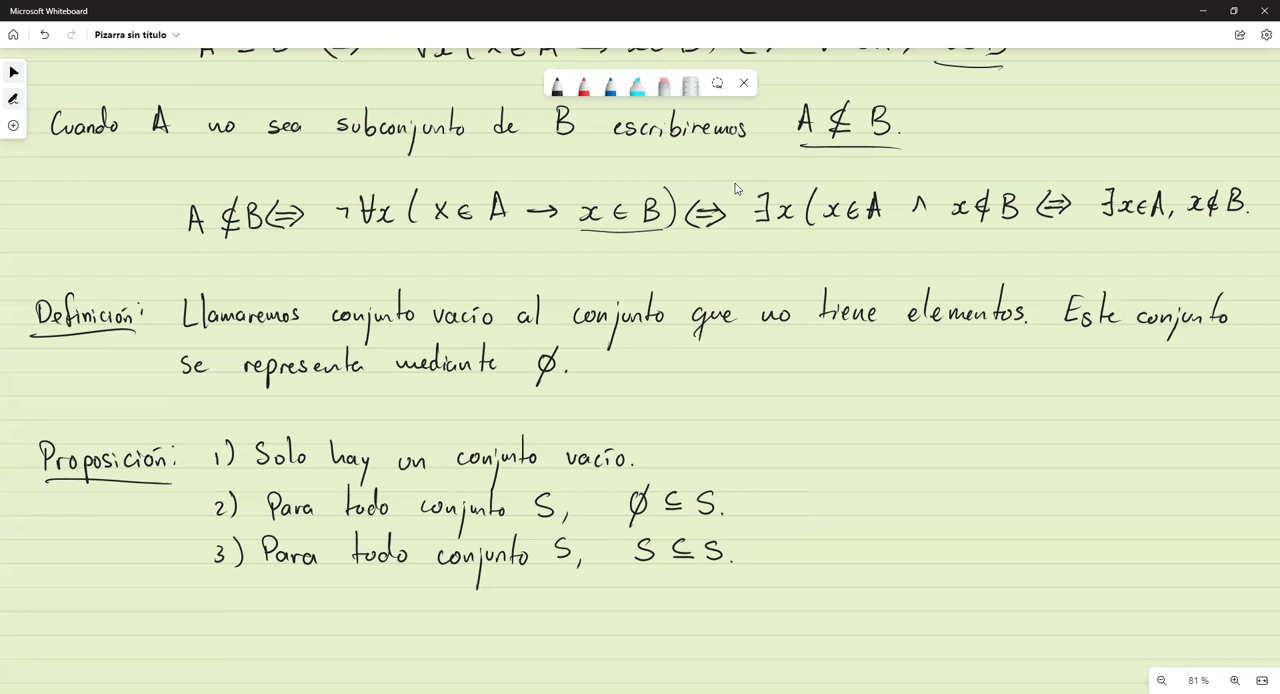 Microsoft Whiteboard
Pizarra sin título
Cuando A no sea subconjunto de B escribiremos A ⊈ B.
A ⊈ B ⇔ ¬∀x ( x ∈ A → x ∈ B) ⇔ ∃x ( x ∈ A ∧ x ∉ B ⇔ ∃x∈A, x ∉ B.
Definición: Llamaremos conjunto vacío al conjunto que no tiene elementos. Este conjunto
se representa mediante ∅.
Proposición: 1) Solo hay un conjunto vacío.
2) Para todo conjunto S, ∅ ⊆ S.
3) Para todo conjunto S, S ⊆ S.
81 %